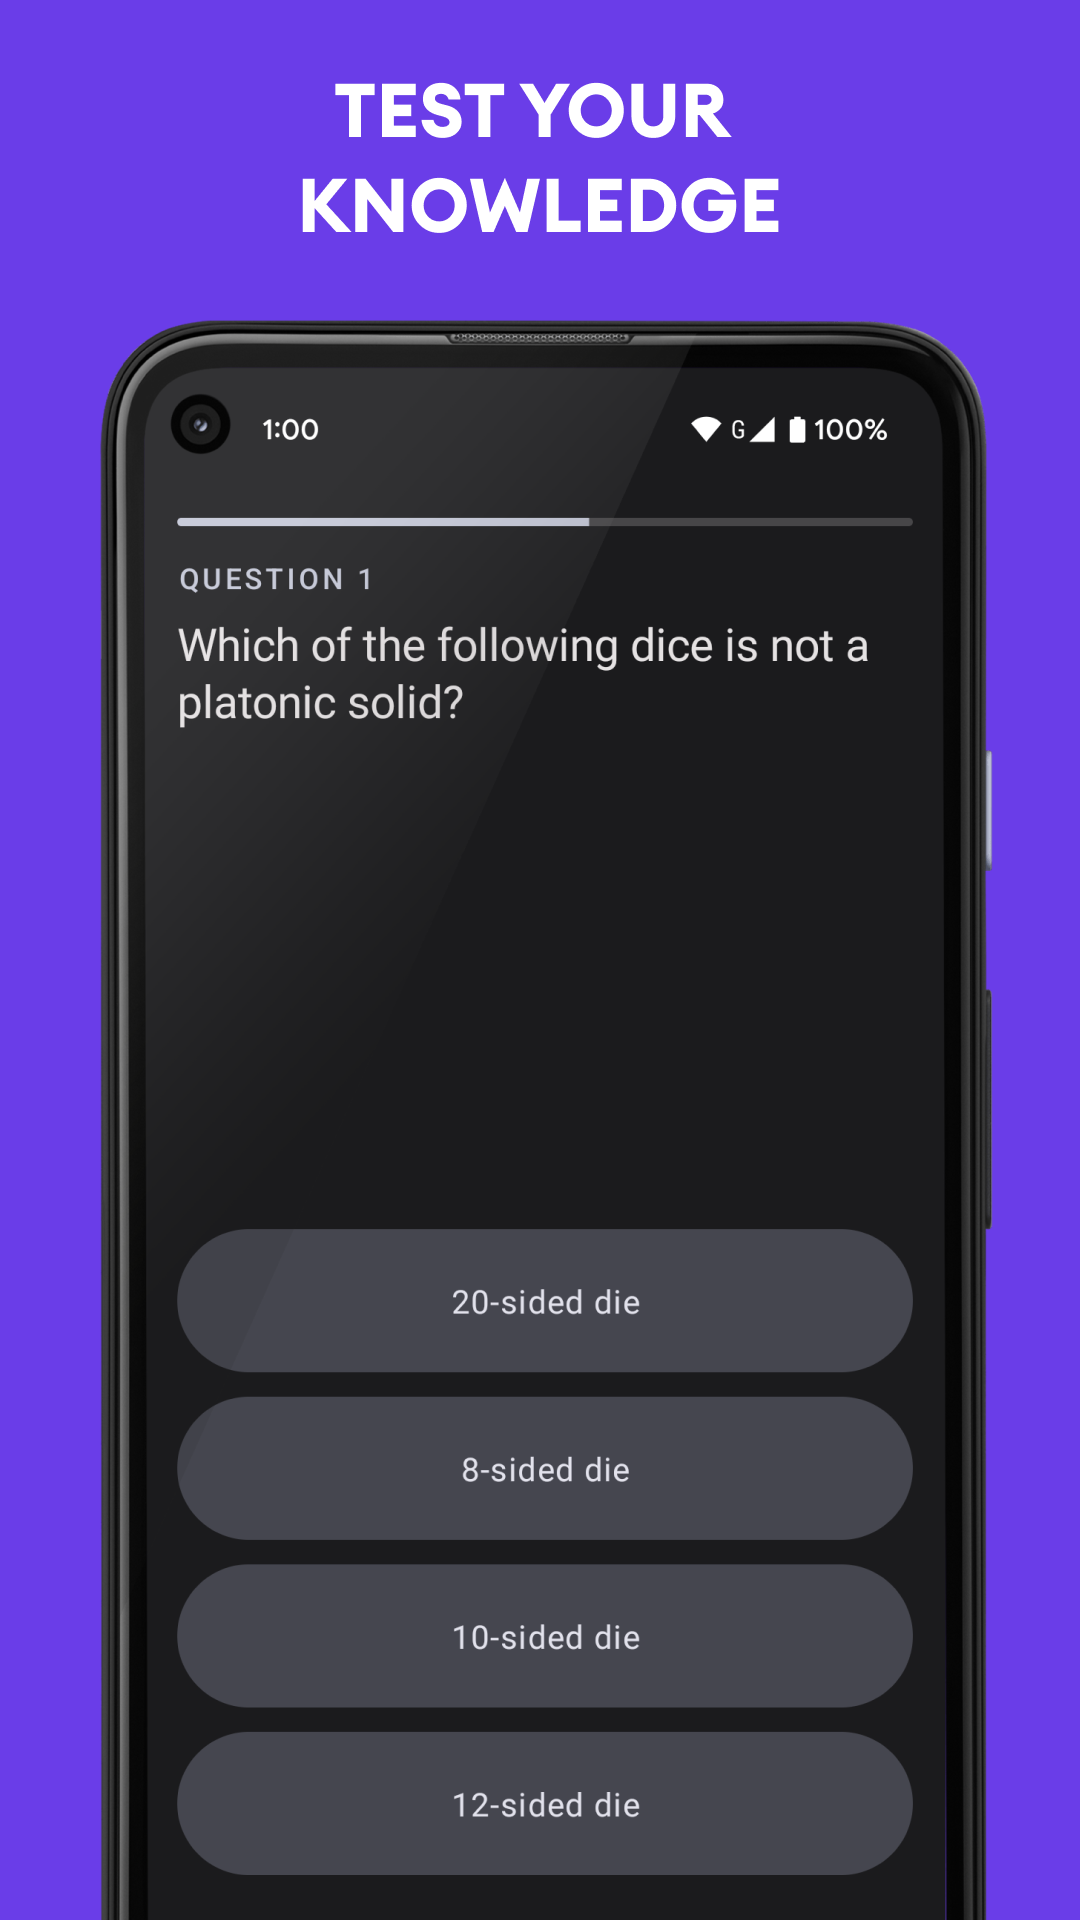 TEST YOUR
KNOWLEDGE
1:00
G
100%
QUESTION 1
Which of the following dice is not a
platonic solid?
20-sided die
8-sided die
10-sided die
12-sided die